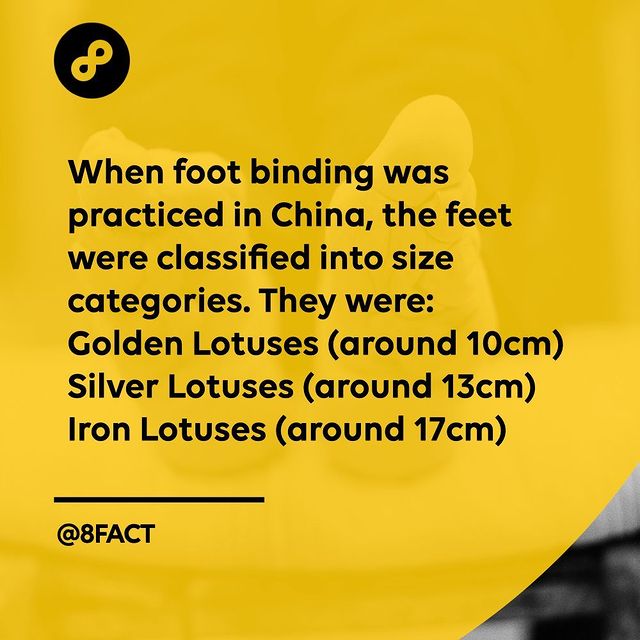 When foot binding was
practiced in China, the feet
were classified into size
categories. They were:
Golden Lotuses (around 10cm)
Silver Lotuses (around 13cm)
Iron Lotuses (around 17cm)
@8FACT